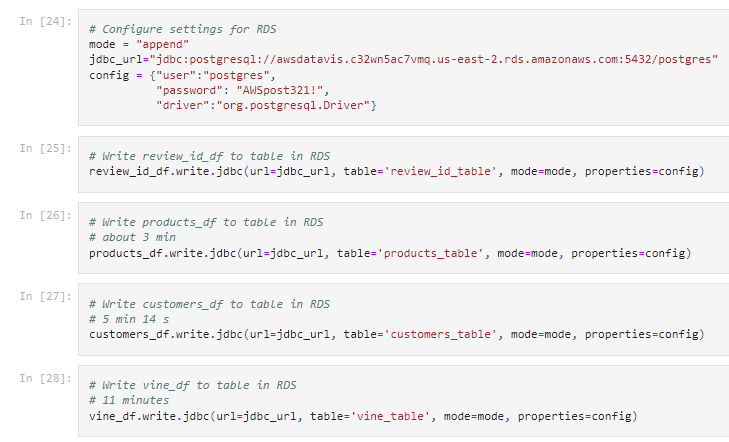 In [24]:
# Configure settings for RDS
mode = "append"
jdbc_url="jdbc:postgresql://awsdatavis.c32wn5ac7vmq.us-east-2.rds.amazonaws.com:5432/postgres"
config = {"user":"postgres",
"password": "AWSpost321!",
"driver":"org.postgresql.Driver"}
In [25]:
# Write review_id_df to table in RDS
review_id_df.write.jdbc(url=jdbc_url, table='review_id_table', mode=mode, properties=config)
In [26]:
# Write products_df to table in RDS
# about 3 min
products_df.write.jdbc(url=jdbc_url, table='products_table', mode=mode, properties=config)
In [27]:
# Write customers_df to table in RDS
# 5 min 14 s
customers_df.write.jdbc(url=jdbc_url, table='customers_table', mode=mode, properties=config)
In [28]:
# Write vine_df to table in RDS
# 11 minutes
vine_df.write.jdbc(url=jdbc_url, table='vine_table', mode=mode, properties=config)